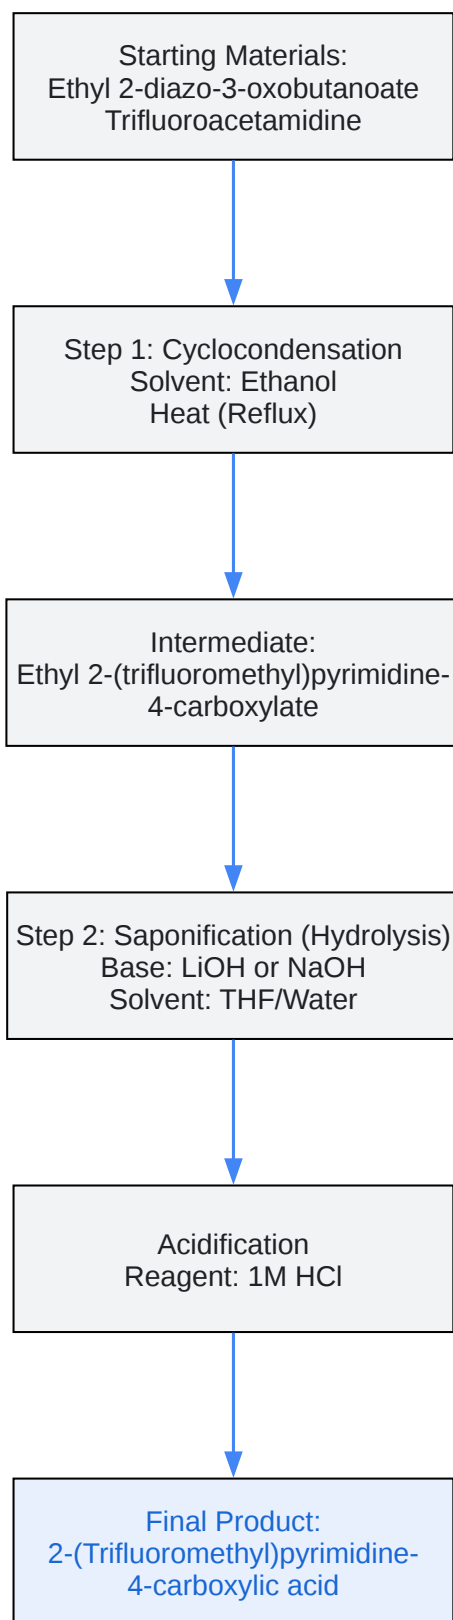 Starting Materials:
Ethyl 2-diazo-3-oxobutanoate
Trifluoroacetamidine
Step 1: Cyclocondensation
Solvent: Ethanol
Heat (Reflux)
Intermediate:
Ethyl 2-(trifluoromethyl)pyrimidine-
4-carboxylate
Step 2: Saponification (Hydrolysis)
Base: LiOH or NaOH
Solvent: THF/Water
Acidification
Reagent: 1M HCl
Final Product:
2-(Trifluoromethyl)pyrimidine-
4-carboxylic acid